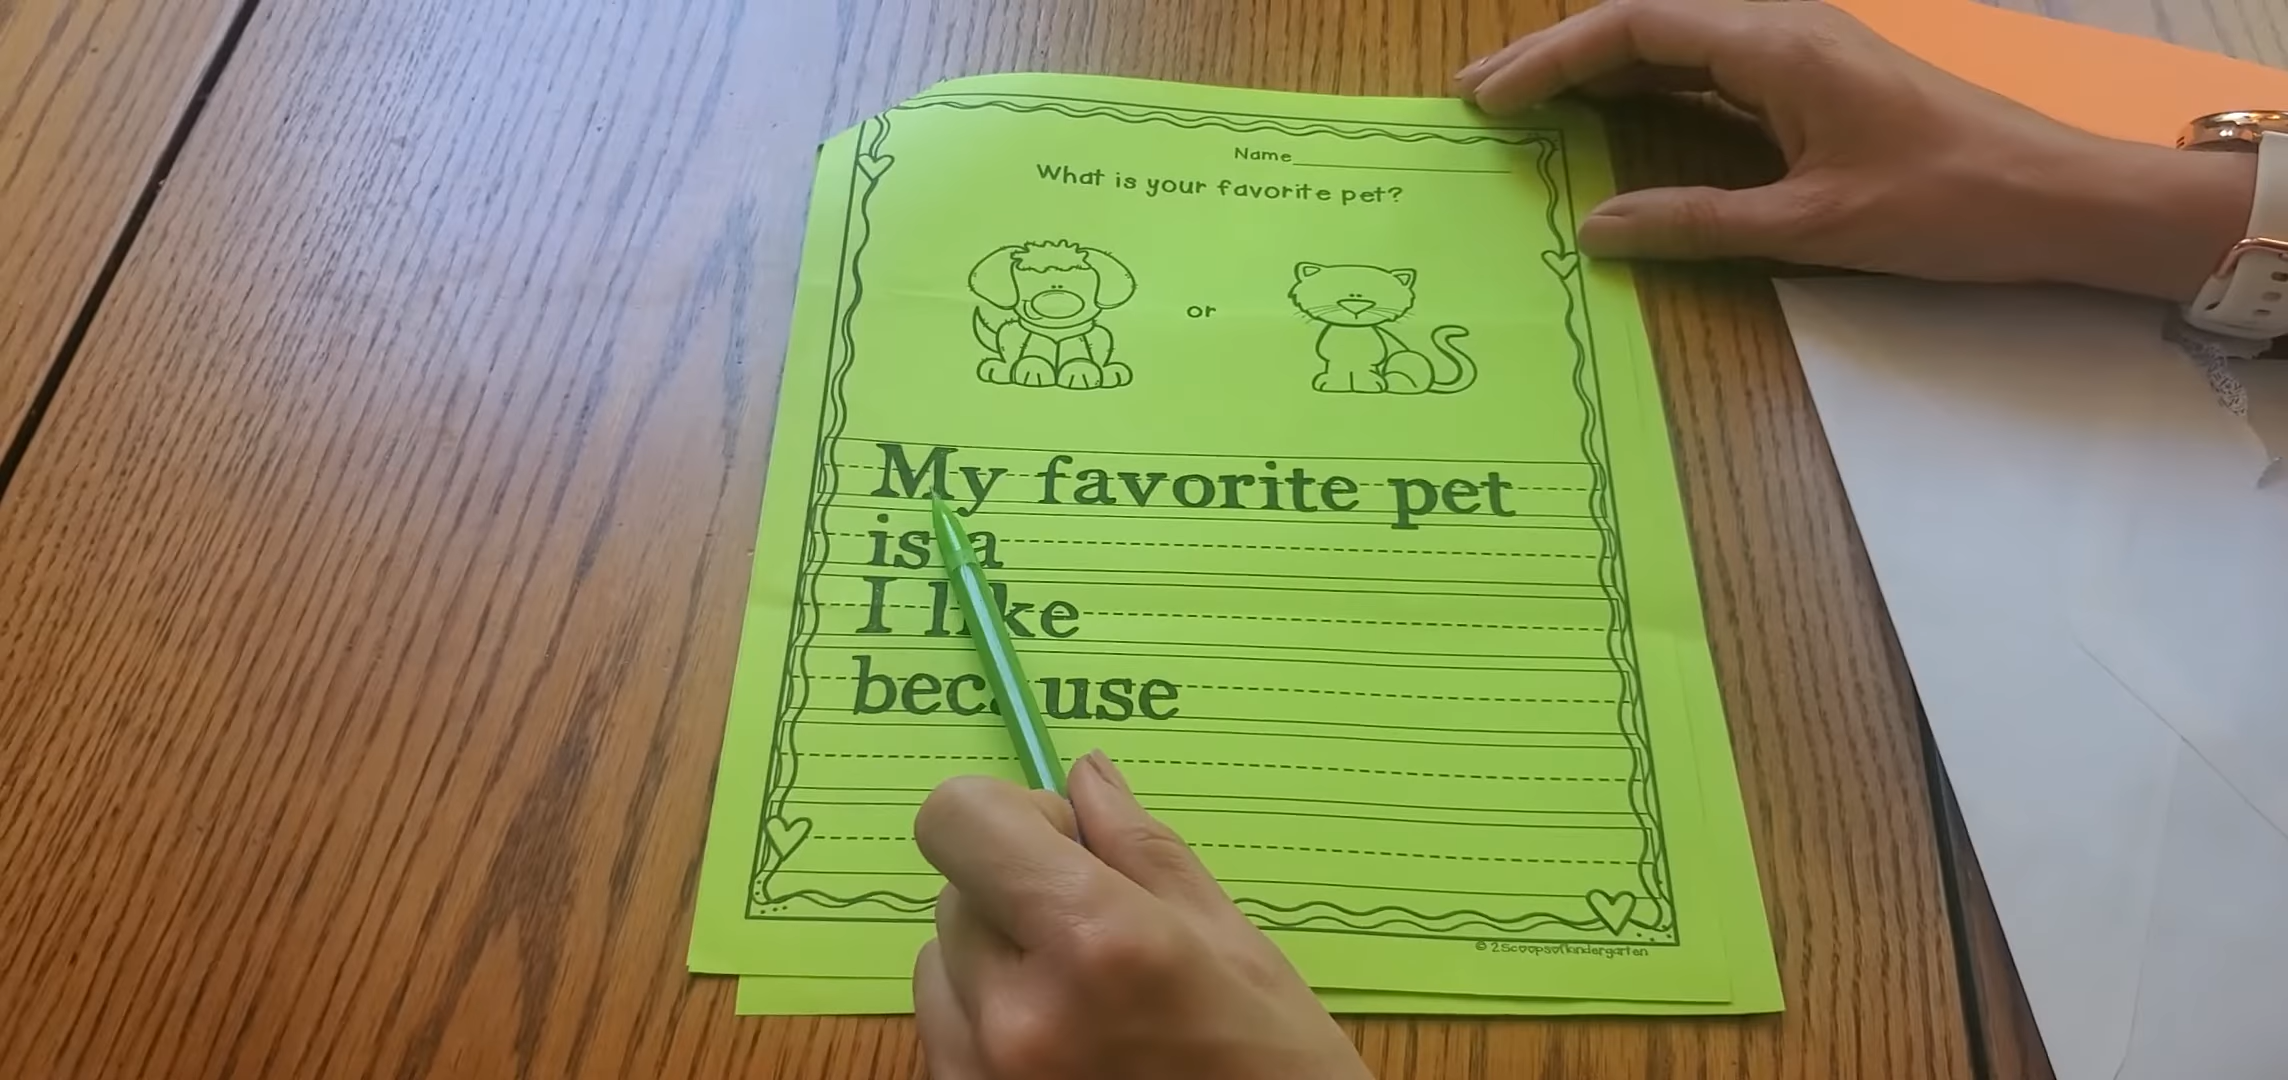 Name
What is your favorite pet?
or
My favorite pet
is a
I like
because
© 2Scoopsofkindergarten